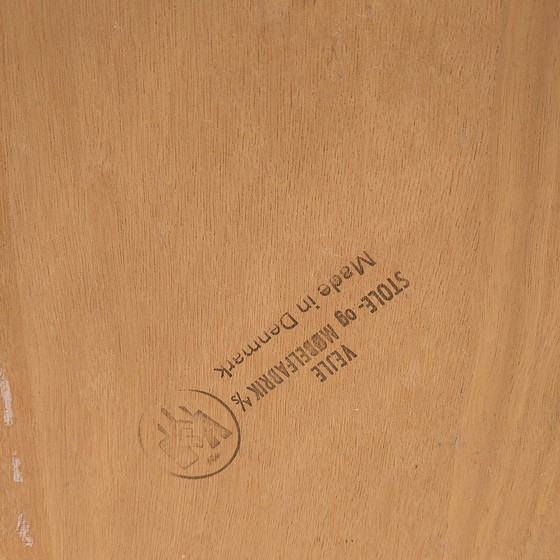 VEJLE
STOLE- og MØBELFABRIK A/S
Made in Denmark